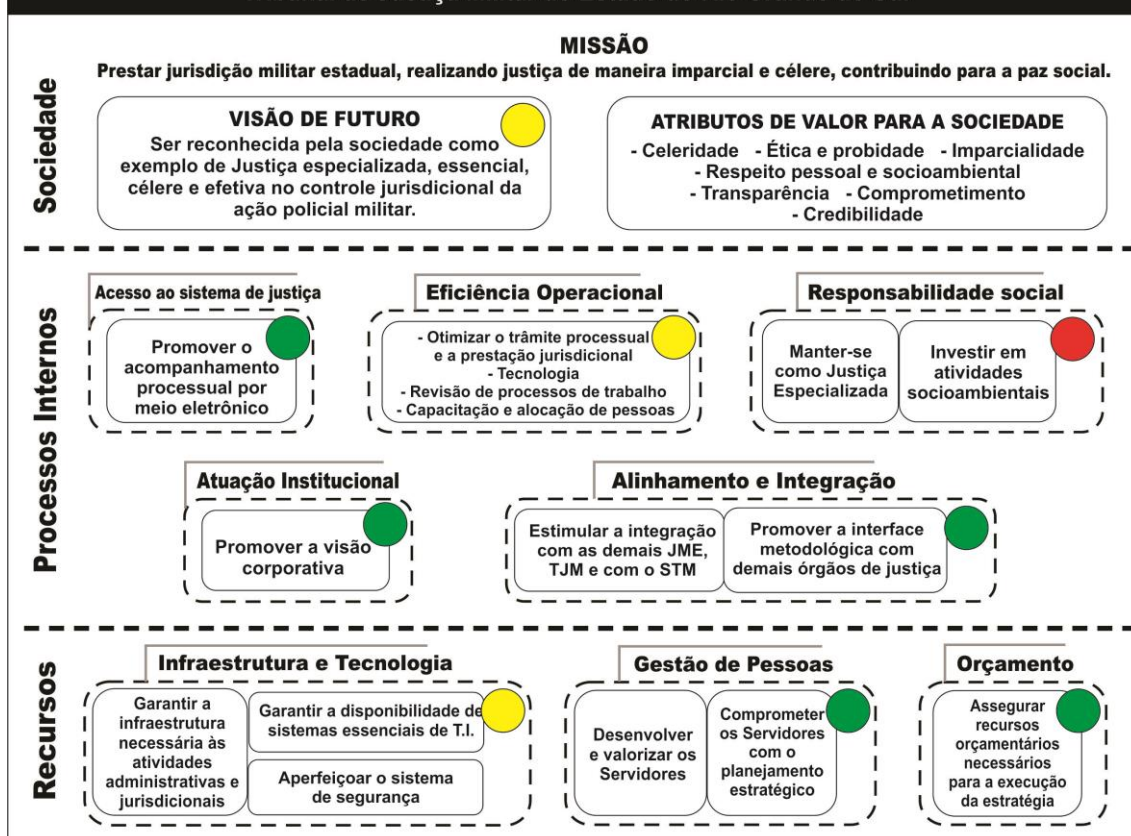 MISSÃO
Prestar jurisdição militar estadual, realizando justiça de maneira imparcial e célere, contribuindo para a paz social.
Sociedade
VISÃO DE FUTURO
Ser reconhecida pela sociedade como
exemplo de Justiça especializada, essencial,
célere e efetiva no controle jurisdicional da
ação policial militar.
ATRIBUTOS DE VALOR PARA A SOCIEDADE
- Celeridade - Ética e probidade - Imparcialidade
- Respeito pessoal e socioambiental
- Transparência - Comprometimento
- Credibilidade
Processos Internos
Acesso ao sistema de justiça
Promover o
acompanhamento
processual por
meio eletrônico
Eficiência Operacional
- Otimizar o trâmite processual
e a prestação jurisdicional
- Tecnologia
- Revisão de processos de trabalho
- Capacitação e alocação de pessoas
Responsabilidade social
Manter-se
como Justiça
Especializada
Investir em
atividades
socioambientais
Atuação Institucional
Promover a visão
corporativa
Alinhamento e Integração
Estimular a integração
com as demais JME,
TJM e com o STM
Promover a interface
metodológica com
demais órgãos de justiça
Recursos
Infraestrutura e Tecnologia
Garantir a
infraestrutura
necessária às
atividades
administrativas e
jurisdicionais
Garantir a disponibilidade de
sistemas essenciais de T.I.
Aperfeiçoar o sistema
de segurança
Gestão de Pessoas
Desenvolver
e valorizar os
Servidores
Comprometer
os Servidores
com o
planejamento
estratégico
Orçamento
Assegurar
recursos
orçamentários
necessários
para a execução
da estratégia